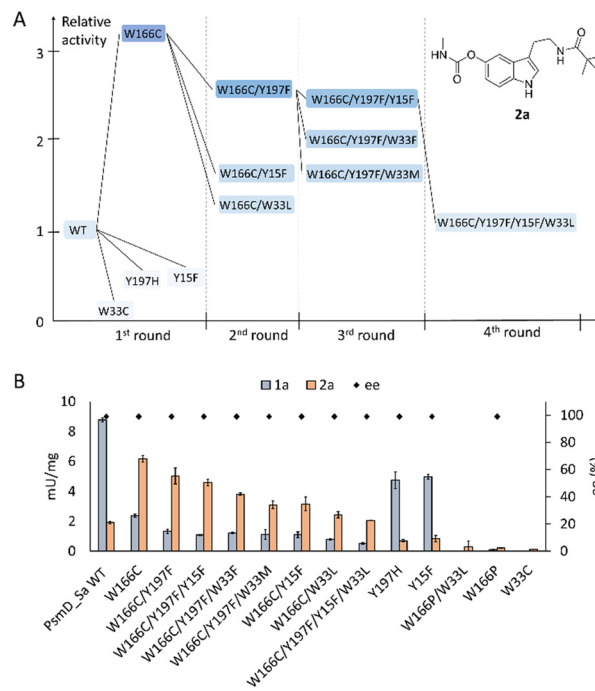 A
Relative
activity
3
2
1
0
W166C
W166C/Y197F
W166C/Y197F/Y15F
W166C/Y197F/W33F
W166C/Y15F
W166C/Y197F/W33M
W166C/W33L
W166C/Y197F/Y15F/W33L
WT
Y197H
Y15F
W33C
1st round
2nd round
3rd round
4th round
HN
O
O
N
H
N
H
O
2a
B
1a
2a
ee
10
8
6
4
2
0
mU/mg
100
80
60
40
20
0
ee (%)
PsmD_Sa WT
W166C
W166C/Y197F
W166C/Y197F/Y15F
W166C/Y197F/W33F
W166C/Y197F/W33M
W166C/Y15F
W166C/W33L
W166C/Y197F/Y15F/W33L
Y197H
Y15F
W166P/W33L
W166P
W33C